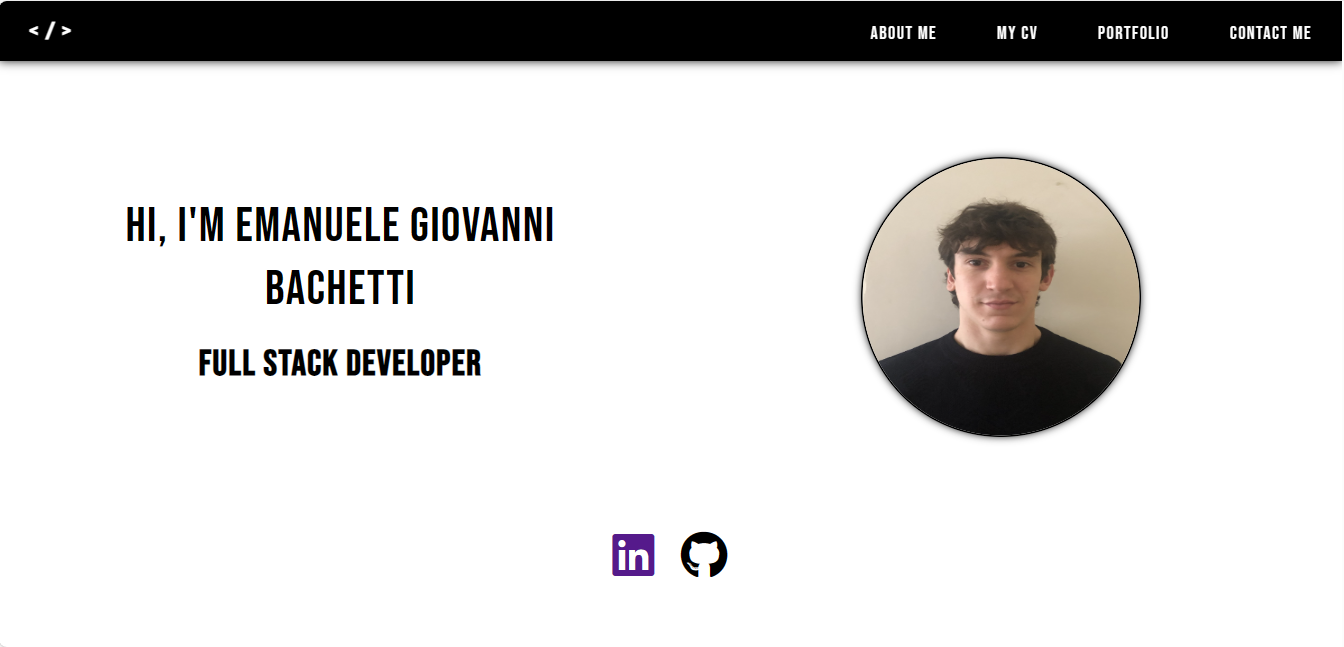 < / >
ABOUT ME
MY CV
PORTFOLIO
CONTACT ME
HI, I'M EMANUELE GIOVANNI
BACHETTI
FULL STACK DEVELOPER
in